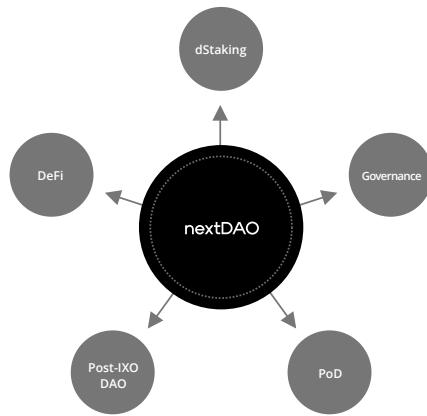 dStaking
DeFi
Governance
nextDAO
Post-IXO
DAO
PoD